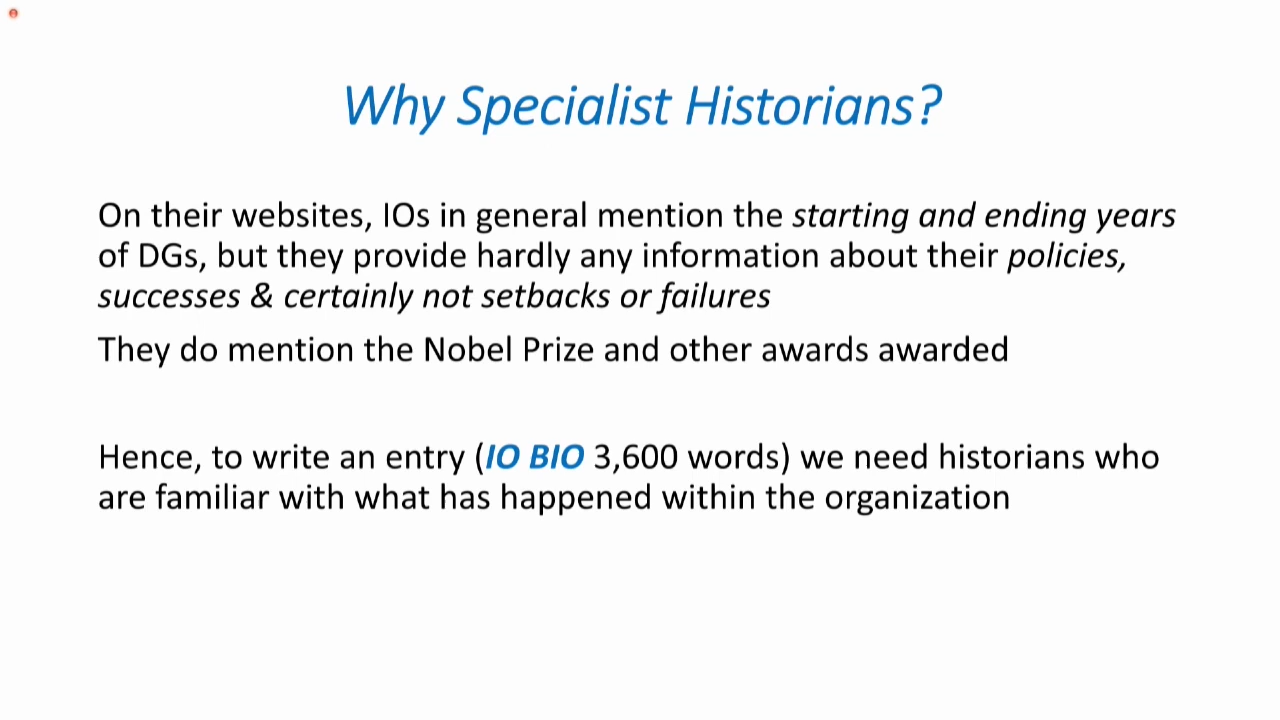 Why Specialist Historians?
On their websites, IOs in general mention the starting and ending years
of DGs, but they provide hardly any information about their policies,
successes & certainly not setbacks or failures
They do mention the Nobel Prize and other awards awarded
Hence, to write an entry (IO BIO 3,600 words) we need historians who
are familiar with what has happened within the organization